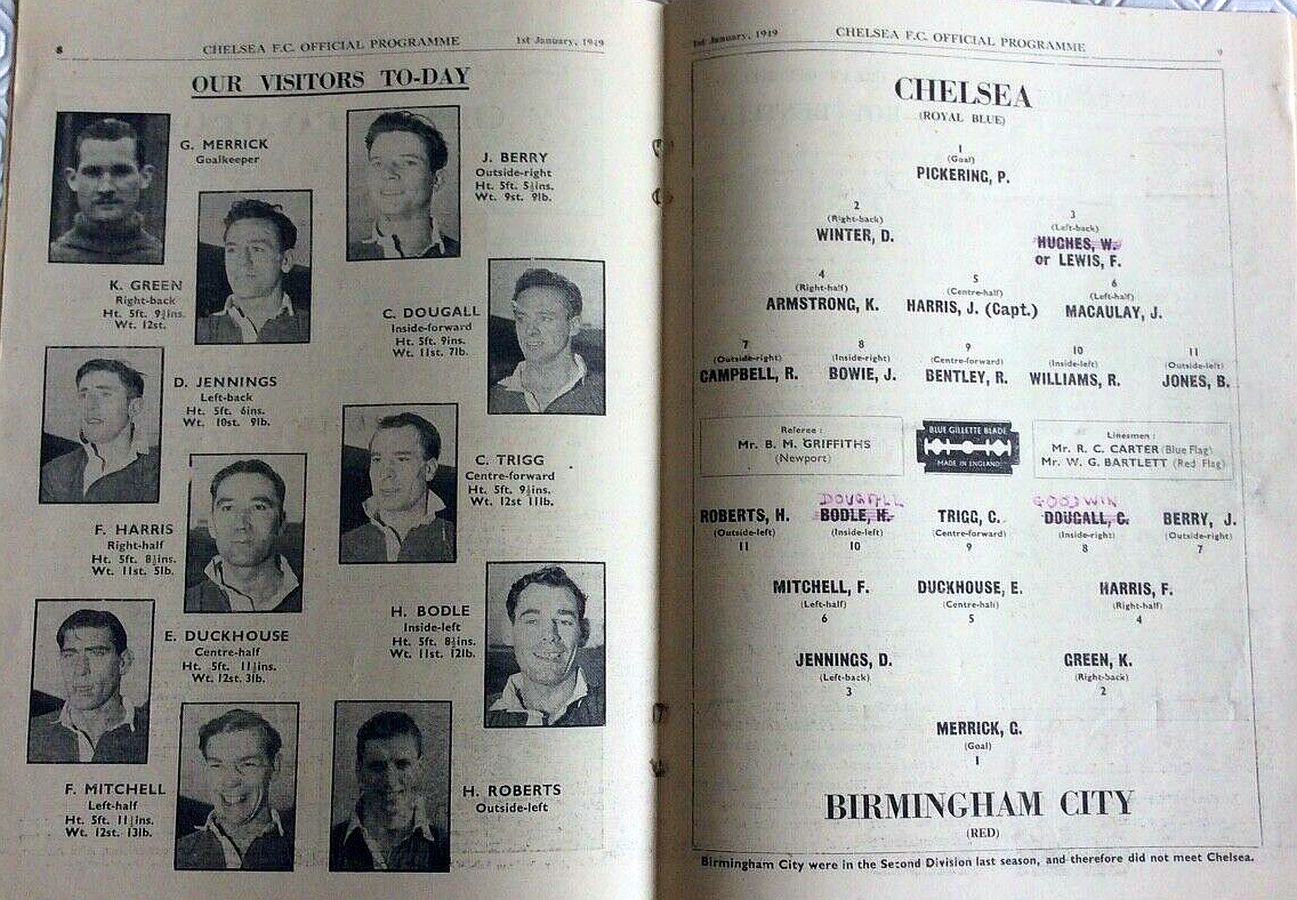 8 CHELSEA F.C. OFFICIAL PROGRAMME 1st January, 1949
OUR VISITORS TO-DAY
G. MERRICK
Goalkeeper
J. BERRY
Outside-right
Ht. 5ft. 5½ins.
Wt. 9st. 9lb.
K. GREEN
Right-back
Ht. 5ft. 9½ins.
Wt. 12st.
C. DOUGALL
Inside-forward
Ht. 5ft. 9ins.
Wt. 11st. 7lb.
D. JENNINGS
Left-back
Ht. 5ft. 6ins.
Wt. 10st. 9lb.
C. TRIGG
Centre-forward
Ht. 5ft. 9½ins.
Wt. 12st 11lb.
F. HARRIS
Right-half
Ht. 5ft. 8½ins.
Wt. 11st. 5lb.
H. BODLE
Inside-left
Ht. 5ft. 8½ins.
Wt. 11st. 12lb.
E. DUCKHOUSE
Centre-half
Ht. 5ft. 11½ins.
Wt. 12st. 3lb.
F. MITCHELL
Left-half
Ht. 5ft. 11½ins.
Wt. 12st. 13lb.
H. ROBERTS
Outside-left
1st January, 1949 CHELSEA F.C. OFFICIAL PROGRAMME 9
CHELSEA
(ROYAL BLUE)
1
(Goal)
PICKERING, P.
2 3
(Right-back) (Left-back)
WINTER, D. HUGHES, W.
or LEWIS, F.
4 5 6
(Right-half) (Centre-half) (Left-half)
ARMSTRONG, K. HARRIS, J. (Capt.) MACAULAY, J.
7 8 9 10 11
(Outside-right) (Inside-right) (Centre-forward) (Inside-left) (Outside-left)
CAMPBELL, R. BOWIE, J. BENTLEY, R. WILLIAMS, R. JONES, B.
Referee :
Mr. B. M. GRIFFITHS
(Newport)
BLUE GILLETTE BLADE
MADE IN ENGLAND
Linesmen :
Mr. R. C. CARTER (Blue Flag)
Mr. W. G. BARTLETT (Red Flag)
DOUGALL GOODWIN
ROBERTS, H. BODLE, H. TRIGG, C. DOUGALL, C. BERRY, J.
(Outside-left) (Inside-left) (Centre-forward) (Inside-right) (Outside-right)
11 10 9 8 7
MITCHELL, F. DUCKHOUSE, E. HARRIS, F.
(Left-half) (Centre-half) (Right-half)
6 5 4
JENNINGS, D. GREEN, K.
(Left-back) (Right-back)
3 2
MERRICK, G.
(Goal)
1
BIRMINGHAM CITY
(RED)
Birmingham City were in the Second Division last season, and therefore did not meet Chelsea.